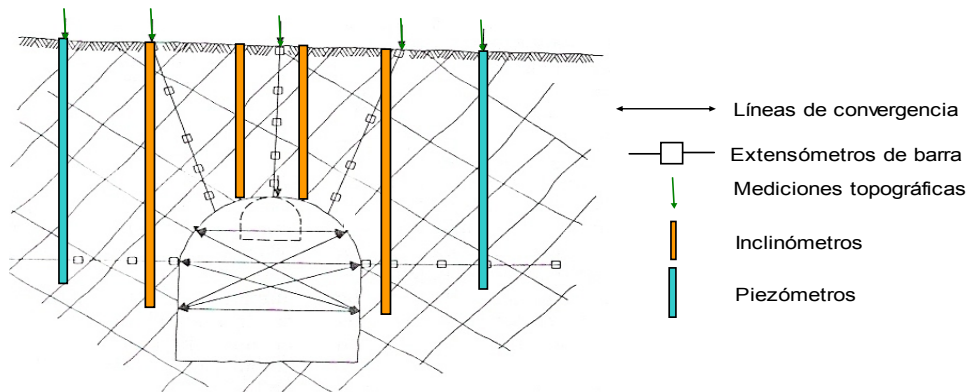 Líneas de convergencia
Extensómetros de barra
Mediciones topográficas
Inclinómetros
Piezómetros